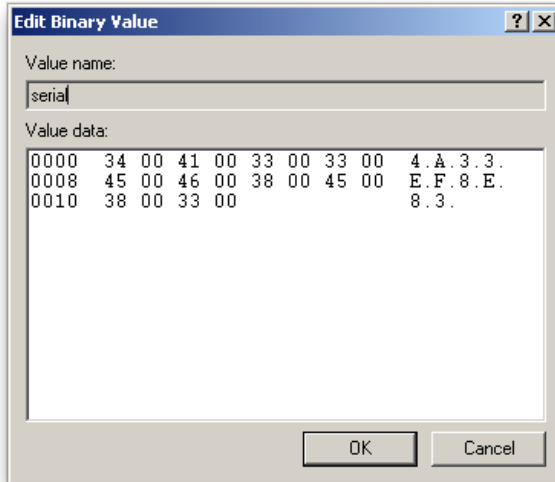 Edit Binary Value
Value name:
serial
Value data:
0000 34 00 41 00 33 00 33 00 4.A.3.3.
0008 45 00 46 00 38 00 45 00 E.F.8.E.
0010 38 00 33 00 8.3.
OK Cancel